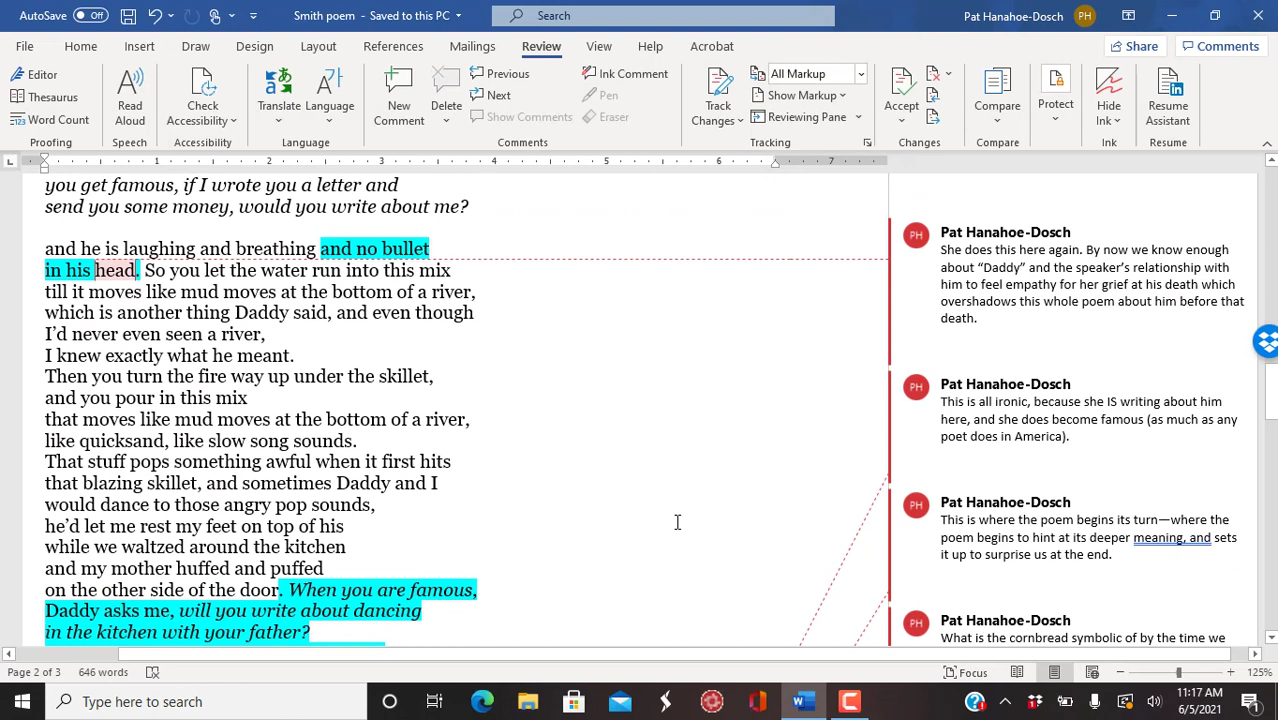 AutoSave Off Smith poem - Saved to this PC Search Pat Hanahoe-Dosch PH
File Home Insert Draw Design Layout References Mailings Review View Help Acrobat Share Comments
Editor
Thesaurus
Word Count
Proofing
Read
Aloud
Speech
Check
Accessibility
Accessibility
Translate
Language
Language
New
Comment
Delete
Previous
Next
Show Comments
Ink Comment
Pen
Eraser
Comments
Track
Changes
All Markup
Show Markup
Reviewing Pane
Tracking
Accept
Changes
Compare
Compare
Protect
Hide
Ink
Ink
Resume
Assistant
Resume
1 2 3 4 5 6 7
you get famous, if I wrote you a letter and
send you some money, would you write about me?
and he is laughing and breathing and no bullet
in his head. So you let the water run into this mix
till it moves like mud moves at the bottom of a river,
which is another thing Daddy said, and even though
I'd never even seen a river,
I knew exactly what he meant.
Then you turn the fire way up under the skillet,
and you pour in this mix
that moves like mud moves at the bottom of a river,
like quicksand, like slow song sounds.
That stuff pops something awful when it first hits
that blazing skillet, and sometimes Daddy and I
would dance to those angry pop sounds,
he'd let me rest my feet on top of his
while we waltzed around the kitchen
and my mother huffed and puffed
on the other side of the door. When you are famous,
Daddy asks me, will you write about dancing
in the kitchen with your father?
PH Pat Hanahoe-Dosch
She does this here again. By now we know enough
about “Daddy” and the speaker's relationship with
him to feel empathy for her grief at his death which
overshadows this whole poem about him before that
death.
PH Pat Hanahoe-Dosch
This is all ironic, because she IS writing about him
here, and she does become famous (as much as any
poet does in America).
PH Pat Hanahoe-Dosch
This is where the poem begins its turn—where the
poem begins to hint at its deeper meaning, and sets
it up to surprise us at the end.
PH Pat Hanahoe-Dosch
What is the cornbread symbolic of by the time we
Page 2 of 3 646 words Focus 125%
Type here to search
11:17 AM
6/5/2021
1